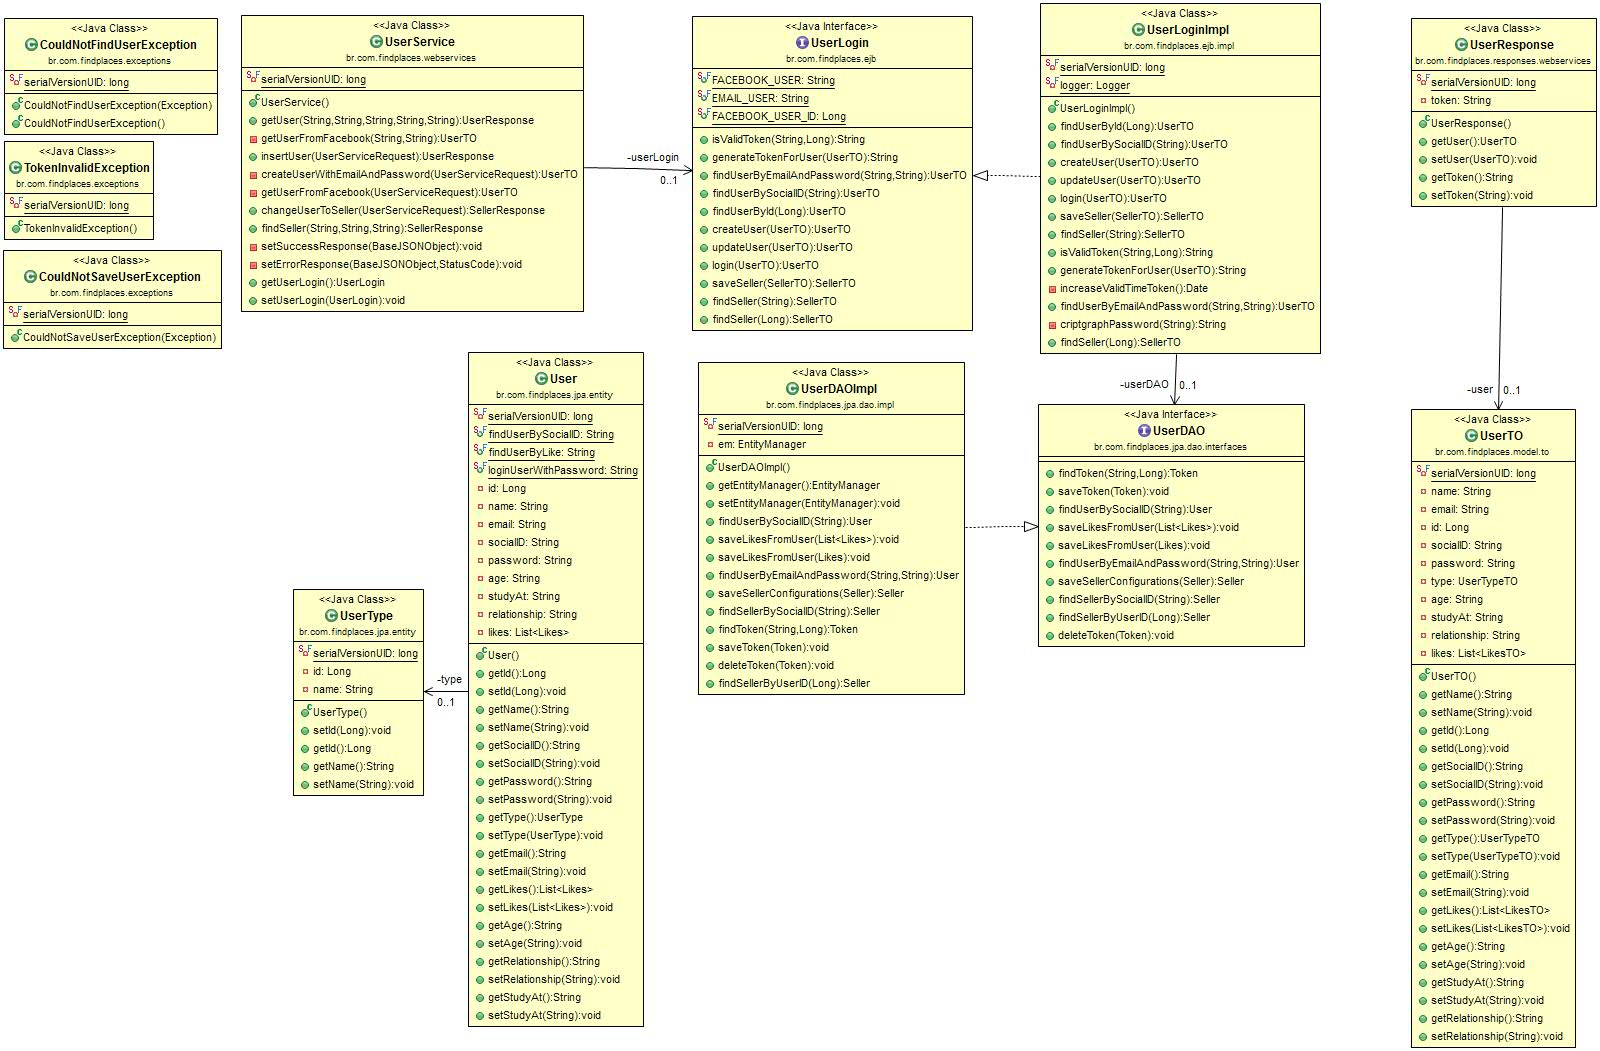 <<Java Class>>
CouldNotFindUserException
br.com.findplaces.exceptions
serialVersionUID: long
CouldNotFindUserException(Exception)
CouldNotFindUserException()
<<Java Class>>
TokenInvalidException
br.com.findplaces.exceptions
serialVersionUID: long
TokenInvalidException()
<<Java Class>>
CouldNotSaveUserException
br.com.findplaces.exceptions
serialVersionUID: long
CouldNotSaveUserException(Exception)
<<Java Class>>
UserService
br.com.findplaces.webservices
serialVersionUID: long
UserService()
getUser(String,String,String,String,String):UserResponse
getUserFromFacebook(String,String):UserTO
insertUser(UserServiceRequest):UserResponse
createUserWithEmailAndPassword(UserServiceRequest):UserTO
getUserFromFacebook(UserServiceRequest):UserTO
changeUserToSeller(UserServiceRequest):SellerResponse
findSeller(String,String,String):SellerResponse
setSuccessResponse(BaseJSONObject):void
setErrorResponse(BaseJSONObject,StatusCode):void
getUserLogin():UserLogin
setUserLogin(UserLogin):void
-userLogin
0..1
<<Java Interface>>
UserLogin
br.com.findplaces.ejb
FACEBOOK_USER: String
EMAIL_USER: String
FACEBOOK_USER_ID: Long
isValidToken(String,Long):String
generateTokenForUser(UserTO):String
findUserByEmailAndPassword(String,String):UserTO
findUserBySocialID(String):UserTO
findUserById(Long):UserTO
createUser(UserTO):UserTO
updateUser(UserTO):UserTO
login(UserTO):UserTO
saveSeller(SellerTO):SellerTO
findSeller(String):SellerTO
findSeller(Long):SellerTO
<<Java Class>>
UserLoginImpl
br.com.findplaces.ejb.impl
serialVersionUID: long
logger: Logger
UserLoginImpl()
findUserById(Long):UserTO
findUserBySocialID(String):UserTO
createUser(UserTO):UserTO
updateUser(UserTO):UserTO
login(UserTO):UserTO
saveSeller(SellerTO):SellerTO
findSeller(String):SellerTO
isValidToken(String,Long):String
generateTokenForUser(UserTO):String
increaseValidTimeToken():Date
findUserByEmailAndPassword(String,String):UserTO
criptgraphPassword(String):String
findSeller(Long):SellerTO
-userDAO
0..1
<<Java Class>>
UserResponse
br.com.findplaces.responses.webservices
serialVersionUID: long
token: String
UserResponse()
getUser():UserTO
setUser(UserTO):void
getToken():String
setToken(String):void
-user
0..1
<<Java Class>>
UserType
br.com.findplaces.jpa.entity
serialVersionUID: long
id: Long
name: String
UserType()
setId(Long):void
getId():Long
getName():String
setName(String):void
-type
0..1
<<Java Class>>
User
br.com.findplaces.jpa.entity
serialVersionUID: long
findUserBySocialID: String
findUserByLike: String
loginUserWithPassword: String
id: Long
name: String
email: String
socialID: String
password: String
age: String
studyAt: String
relationship: String
likes: List<Likes>
User()
getId():Long
setId(Long):void
getName():String
setName(String):void
getSocialID():String
setSocialID(String):void
getPassword():String
setPassword(String):void
getType():UserType
setType(UserType):void
getEmail():String
setEmail(String):void
getLikes():List<Likes>
setLikes(List<Likes>):void
getAge():String
setAge(String):void
getRelationship():String
setRelationship(String):void
getStudyAt():String
setStudyAt(String):void
<<Java Class>>
UserDAOImpl
br.com.findplaces.jpa.dao.impl
serialVersionUID: long
em: EntityManager
UserDAOImpl()
getEntityManager():EntityManager
setEntityManager(EntityManager):void
findUserBySocialID(String):User
saveLikesFromUser(List<Likes>):void
saveLikesFromUser(Likes):void
findUserByEmailAndPassword(String,String):User
saveSellerConfigurations(Seller):Seller
findSellerBySocialID(String):Seller
findToken(String,Long):Token
saveToken(Token):void
deleteToken(Token):void
findSellerByUserID(Long):Seller
<<Java Interface>>
UserDAO
br.com.findplaces.jpa.dao.interfaces
findToken(String,Long):Token
saveToken(Token):void
findUserBySocialID(String):User
saveLikesFromUser(List<Likes>):void
saveLikesFromUser(Likes):void
findUserByEmailAndPassword(String,String):User
saveSellerConfigurations(Seller):Seller
findSellerBySocialID(String):Seller
findSellerByUserID(Long):Seller
deleteToken(Token):void
<<Java Class>>
UserTO
br.com.findplaces.model.to
serialVersionUID: long
name: String
email: String
id: Long
socialID: String
password: String
type: UserTypeTO
age: String
studyAt: String
relationship: String
likes: List<LikesTO>
UserTO()
getName():String
setName(String):void
getId():Long
setId(Long):void
getSocialID():String
setSocialID(String):void
getPassword():String
setPassword(String):void
getType():UserTypeTO
setType(UserTypeTO):void
getEmail():String
setEmail(String):void
getLikes():List<LikesTO>
setLikes(List<LikesTO>):void
getAge():String
setAge(String):void
getStudyAt():String
setStudyAt(String):void
getRelationship():String
setRelationship(String):void